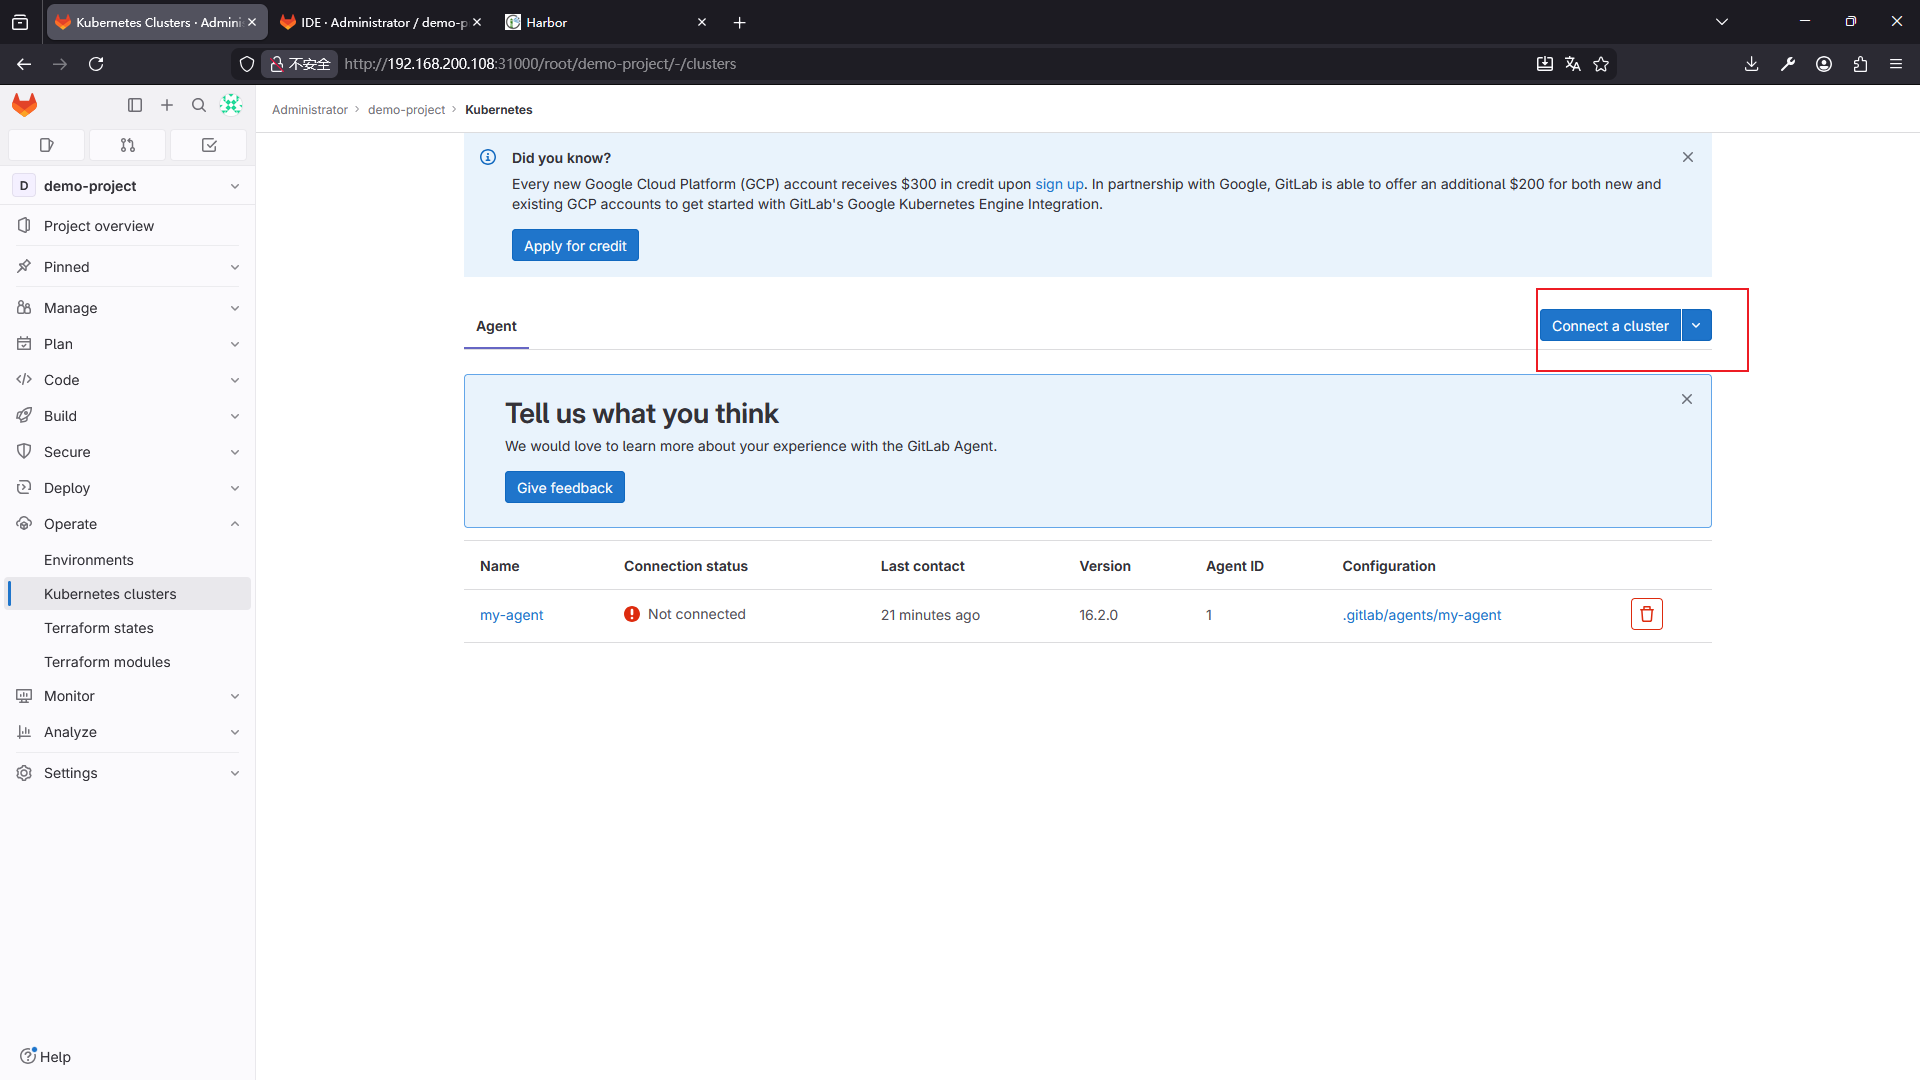 Kubernetes Clusters · Admini
IDE · Administrator / demo-p
Harbor
不安全
http://192.168.200.108:31000/root/demo-project/-/clusters
Administrator › demo-project › Kubernetes
D demo-project
Project overview
Pinned
Manage
Plan
Code
Build
Secure
Deploy
Operate
Environments
Kubernetes clusters
Terraform states
Terraform modules
Monitor
Analyze
Settings
Help
Did you know?
Every new Google Cloud Platform (GCP) account receives $300 in credit upon sign up. In partnership with Google, GitLab is able to offer an additional $200 for both new and
existing GCP accounts to get started with GitLab's Google Kubernetes Engine Integration.
Apply for credit
Agent
Connect a cluster
Tell us what you think
We would love to learn more about your experience with the GitLab Agent.
Give feedback
Name Connection status Last contact Version Agent ID Configuration
my-agent Not connected 21 minutes ago 16.2.0 1 .gitlab/agents/my-agent